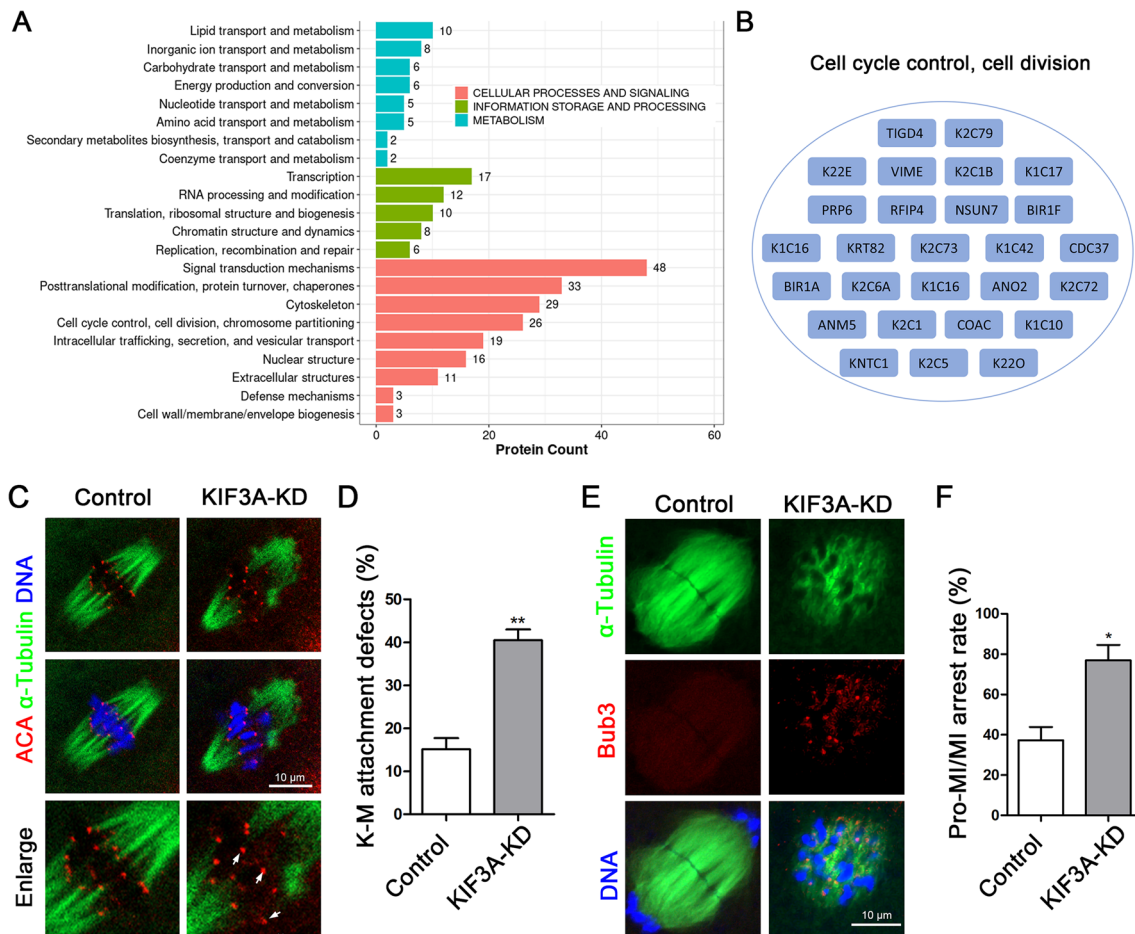 A
Lipid transport and metabolism 10
Inorganic ion transport and metabolism 8
Carbohydrate transport and metabolism 6
Energy production and conversion 6
Nucleotide transport and metabolism 5
Amino acid transport and metabolism 5
Secondary metabolites biosynthesis, transport and catabolism 2
Coenzyme transport and metabolism 2
Transcription 17
RNA processing and modification 12
Translation, ribosomal structure and biogenesis 10
Chromatin structure and dynamics 8
Replication, recombination and repair 6
Signal transduction mechanisms 48
Posttranslational modification, protein turnover, chaperones 33
Cytoskeleton 29
Cell cycle control, cell division, chromosome partitioning 26
Intracellular trafficking, secretion, and vesicular transport 19
Nuclear structure 16
Extracellular structures 11
Defense mechanisms 3
Cell wall/membrane/envelope biogenesis 3
CELLULAR PROCESSES AND SIGNALING
INFORMATION STORAGE AND PROCESSING
METABOLISM
0 20 40 60
Protein Count
B
Cell cycle control, cell division
TIGD4 K2C79
K22E VIME K2C1B K1C17
PRP6 RFIP4 NSUN7 BIR1F
K1C16 KRT82 K2C73 K1C42 CDC37
BIR1A K2C6A K1C16 ANO2 K2C72
ANM5 K2C1 COAC K1C10
KNTC1 K2C5 K22O
C
Control KIF3A-KD
ACA α-Tubulin DNA
10 µm
Enlarge
D
K-M attachment defects (%)
50
40
30
20
10
0
**
Control
KIF3A-KD
E
Control KIF3A-KD
α-Tubulin
Bub3
DNA
10 µm
F
Pro-MI/MI arrest rate (%)
100
80
60
40
20
0
*
Control
KIF3A-KD